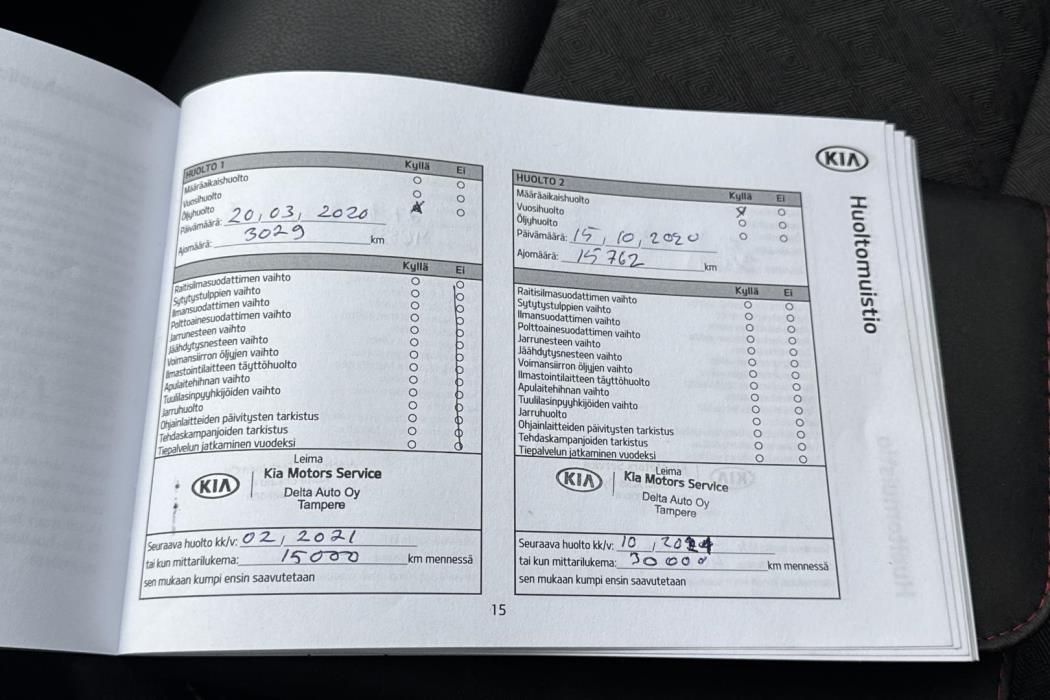 KIA
Huoltomuistio
HUOLTO 1 Kyllä Ei
Määräaikaishuolto
Vuosihuolto
Öljyhuolto
Päivämäärä: 20, 03, 2020
Ajomäärä: 3029 km
Kyllä Ei
Raitisilmasuodattimen vaihto
Sytytystulppien vaihto
Ilmansuodattimen vaihto
Polttoainesuodattimen vaihto
Jarrunesteen vaihto
Jäähdytysnesteen vaihto
Voimansiirron öljyjen vaihto
Ilmastointilaitteen täyttöhuolto
Apulaitehihnan vaihto
Tuulilasinpyyhkijöiden vaihto
Jarruhuolto
Ohjainlaitteiden päivitysten tarkistus
Tehdaskampanjoiden tarkistus
Tiepalvelun jatkaminen vuodeksi
Leima
KIA Kia Motors Service
Delta Auto Oy
Tampere
Seuraava huolto kk/v: 02, 2021
tai kun mittarilukema: 15000 km mennessä
sen mukaan kumpi ensin saavutetaan
HUOLTO 2 Kyllä Ei
Määräaikaishuolto
Vuosihuolto
Öljyhuolto
Päivämäärä: 15, 10, 2020
Ajomäärä: 15762 km
Kyllä Ei
Raitisilmasuodattimen vaihto
Sytytystulppien vaihto
Ilmansuodattimen vaihto
Polttoainesuodattimen vaihto
Jarrunesteen vaihto
Jäähdytysnesteen vaihto
Voimansiirron öljyjen vaihto
Ilmastointilaitteen täyttöhuolto
Apulaitehihnan vaihto
Tuulilasinpyyhkijöiden vaihto
Jarruhuolto
Ohjainlaitteiden päivitysten tarkistus
Tehdaskampanjoiden tarkistus
Tiepalvelun jatkaminen vuodeksi
Leima
KIA Kia Motors Service
Delta Auto Oy
Tampere
Seuraava huolto kk/v: 10,
tai kun mittarilukema: 30000 km mennessä
sen mukaan kumpi ensin saavutetaan
15